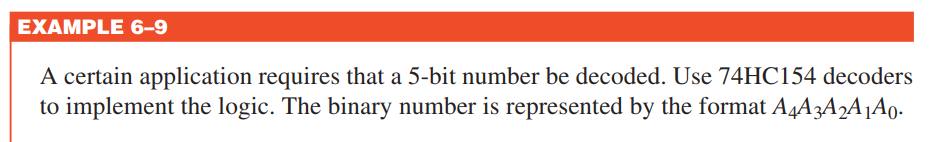 EXAMPLE 6–9
A certain application requires that a 5-bit number be decoded. Use 74HC154 decoders
to implement the logic. The binary number is represented by the format A₄A₃A₂A₁A₀.